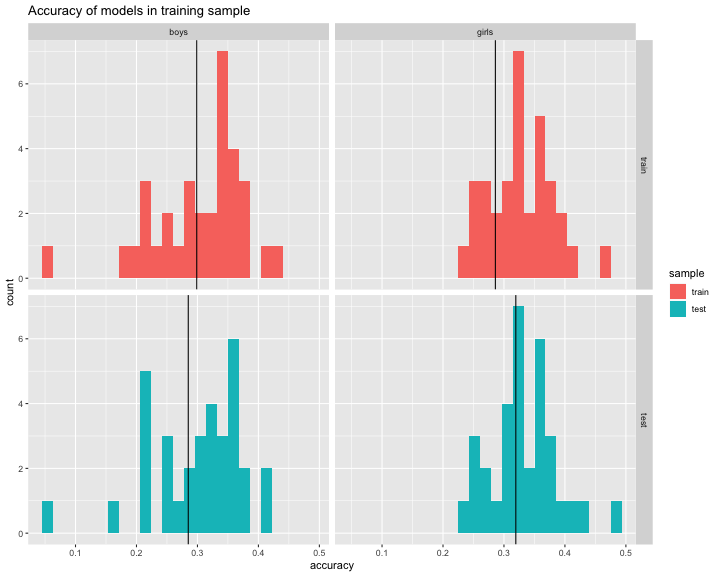 Accuracy of models in training sample
boys
girls
6
4
2
0
train
6
4
2
0
test
count
0.1 0.2 0.3 0.4 0.5
0.1 0.2 0.3 0.4 0.5
accuracy
sample
train
test